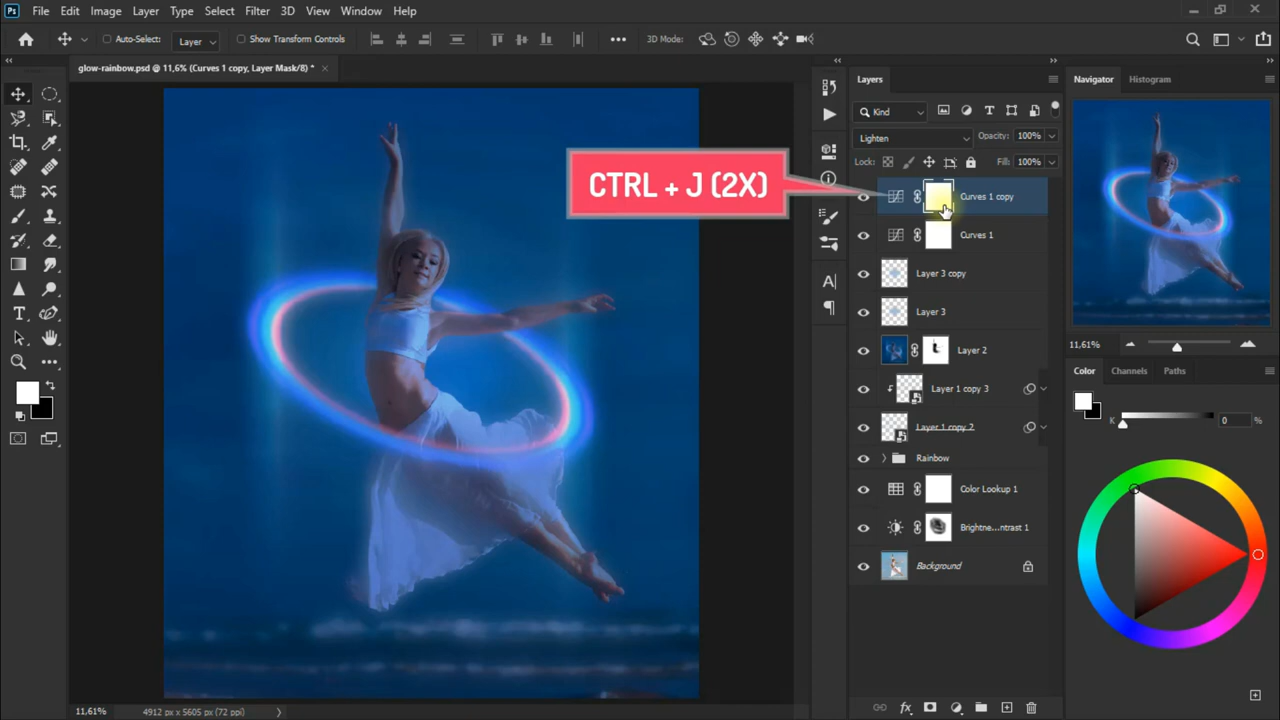 Ps File Edit Image Layer Type Select Filter 3D View Window Help
Auto-Select: Layer Show Transform Controls 3D Mode:
glow-rainbow.psd @ 11,6% (Curves 1 copy, Layer Mask/8) *
Layers
Kind
Lighten Opacity: 100%
Lock: Fill: 100%
CTRL + J (2X)
Curves 1 copy
Curves 1
Layer 3 copy
Layer 3
Layer 2
Layer 1 copy 3
Layer 1 copy 2
Rainbow
Color Lookup 1
Brightne...ntrast 1
Background
Navigator Histogram
11,61%
Color Channels Paths
K 0 %
11,61% 4912 px x 5605 px (72 ppi)